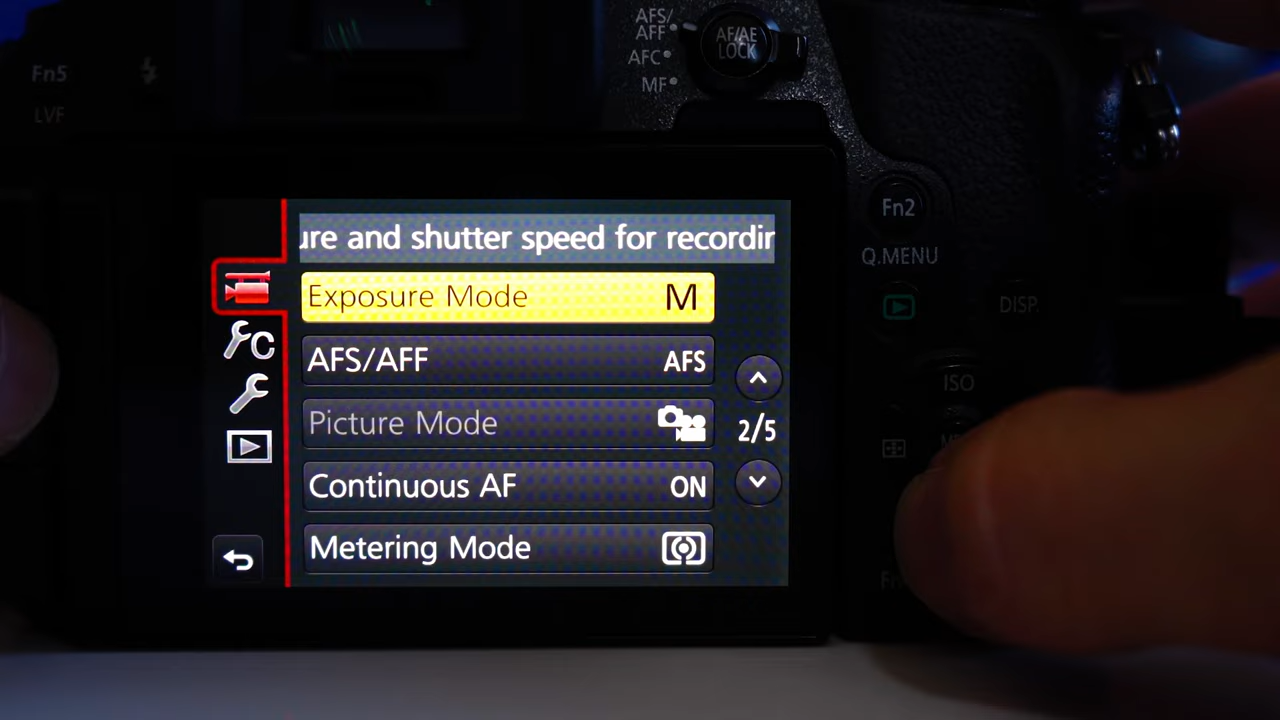 AFS/
AFF
AFC
MF
AF/AE
LOCK
Fn5
LVF
Fn2
Q.MENU
DISP.
ISO
ure and shutter speed for recordin
Exposure Mode M
AFS/AFF AFS
Picture Mode
Continuous AF ON
Metering Mode
C
2/5